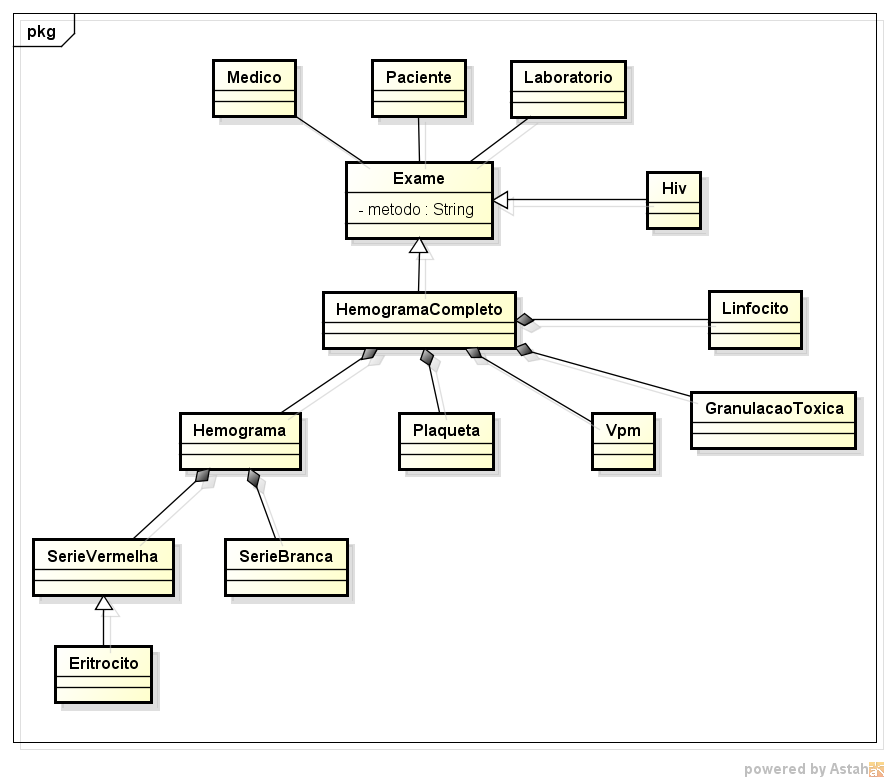 pkg
Medico
Paciente
Laboratorio
Exame
- metodo : String
Hiv
HemogramaCompleto
Linfocito
GranulacaoToxica
Hemograma
Plaqueta
Vpm
SerieVermelha
SerieBranca
Eritrocito
powered by Astah